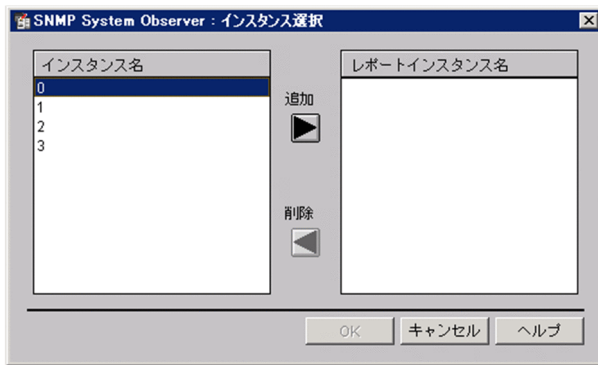 SNMP System Observer : インスタンス選択
インスタンス名
0
1
2
3
追加
削除
レポートインスタンス名
OK
キャンセル
ヘルプ